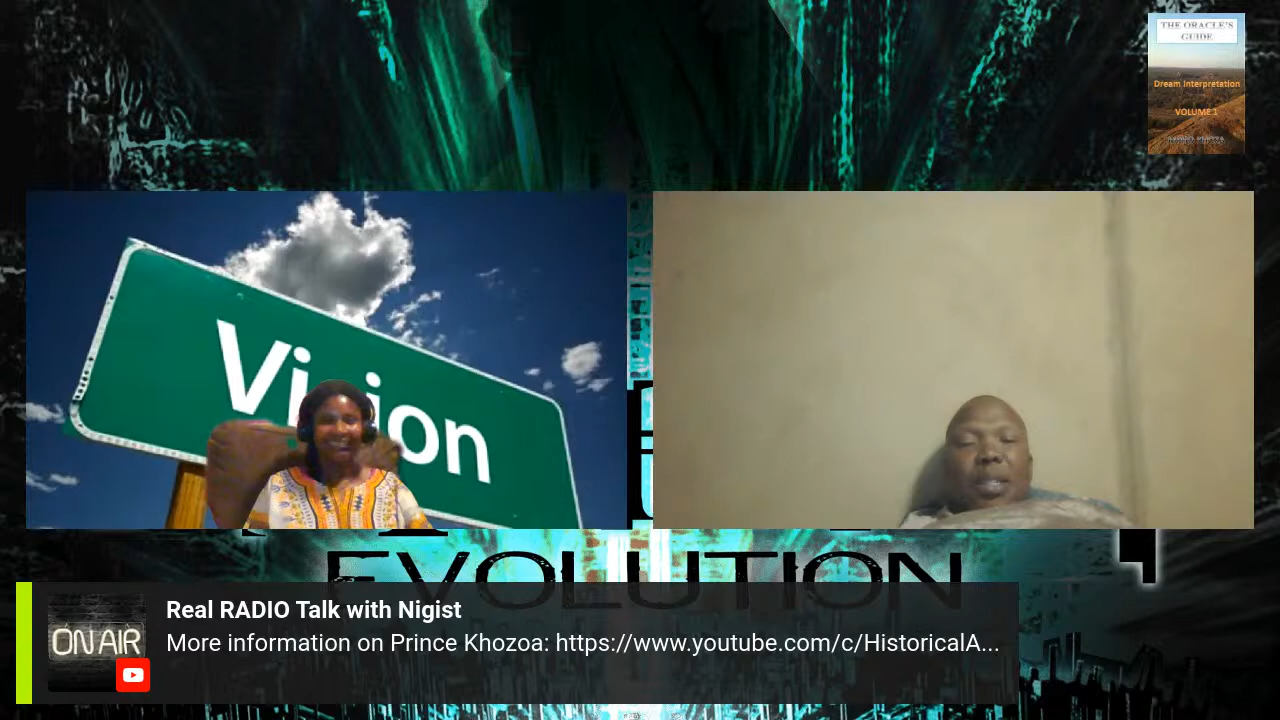 THE ORACLE'S
GUIDE
Dream Interpretation
VOLUME 1
Vision
EVOLUTION
ON AIR
Real RADIO Talk with Nigist
More information on Prince Khozoa: https://www.youtube.com/c/HistoricalA...